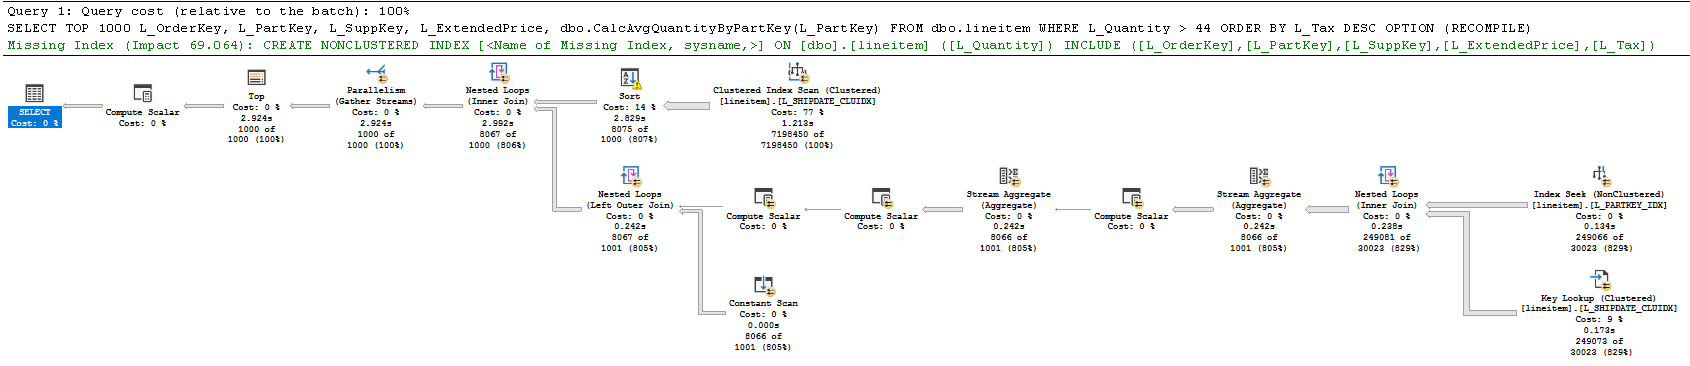 Query 1: Query cost (relative to the batch): 100%
SELECT TOP 1000 L_OrderKey, L_PartKey, L_SuppKey, L_ExtendedPrice, dbo.CalcAvgQuantityByPartKey(L_PartKey) FROM dbo.lineitem WHERE L_Quantity > 44 ORDER BY L_Tax DESC OPTION (RECOMPILE)
Missing Index (Impact 69.064): CREATE NONCLUSTERED INDEX [<Name of Missing Index, sysname,>] ON [dbo].[lineitem] ([L_Quantity]) INCLUDE ([L_OrderKey],[L_PartKey],[L_SuppKey],[L_ExtendedPrice],[L_Tax])
SELECT
Cost: 0 %
Compute Scalar
Cost: 0 %
Top
Cost: 0 %
2.924s
1000 of
1000 (100%)
Parallelism
(Gather Streams)
Cost: 0 %
2.924s
1000 of
1000 (100%)
Nested Loops
(Inner Join)
Cost: 0 %
2.992s
8067 of
1000 (806%)
Sort
Cost: 14 %
2.829s
8075 of
1000 (807%)
Clustered Index Scan (Clustered)
[lineitem].[L_SHIPDATE_CLUIDX]
Cost: 77 %
1.213s
7198450 of
7198450 (100%)
Nested Loops
(Left Outer Join)
Cost: 0 %
0.242s
8067 of
1001 (805%)
Compute Scalar
Cost: 0 %
Compute Scalar
Cost: 0 %
Stream Aggregate
(Aggregate)
Cost: 0 %
0.242s
8066 of
1001 (805%)
Compute Scalar
Cost: 0 %
Stream Aggregate
(Aggregate)
Cost: 0 %
0.242s
8066 of
1001 (805%)
Nested Loops
(Inner Join)
Cost: 0 %
0.238s
249081 of
30023 (829%)
Index Seek (NonClustered)
[lineitem].[L_PARTKEY_IDX]
Cost: 0 %
0.134s
249066 of
30023 (829%)
Constant Scan
Cost: 0 %
0.000s
8066 of
1001 (805%)
Key Lookup (Clustered)
[lineitem].[L_SHIPDATE_CLUIDX]
Cost: 9 %
0.173s
249073 of
30023 (829%)